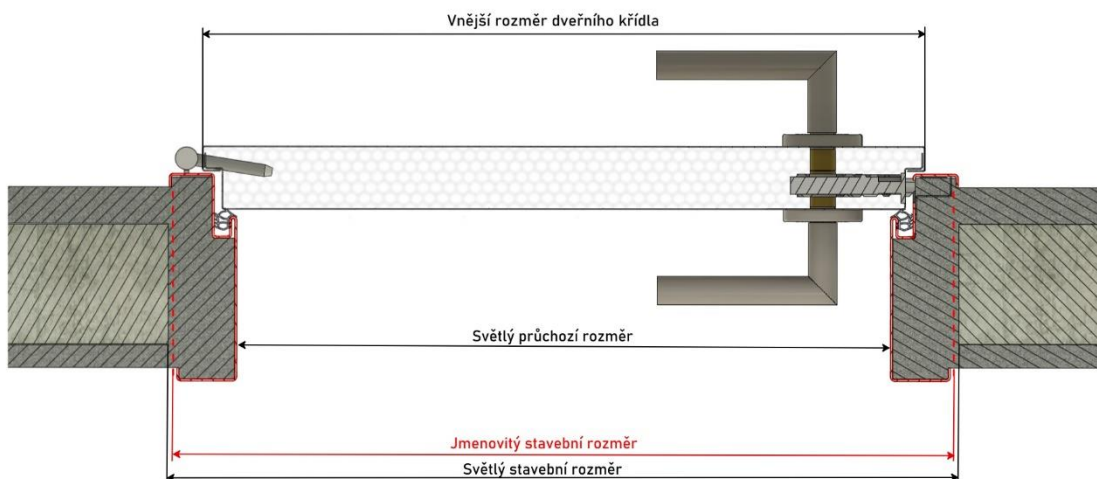 Vnější rozměr dveřního křídla
Světlý průchozí rozměr
Jmenovitý stavební rozměr
Světlý stavební rozměr